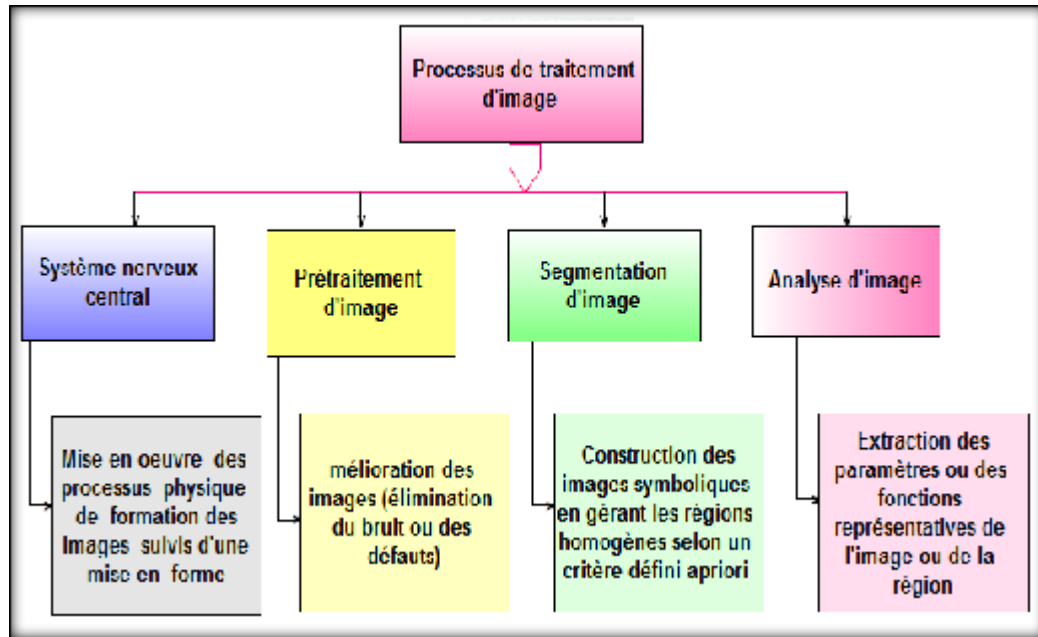 Processus de traitement
d'image
Système nerveux
central
Prétraitement
d'image
Segmentation
d'image
Analyse d'image
Mise en oeuvre des
processus physique
de formation des
images suivis d'une
mise en forme
mélioration des
images (élimination
du bruit ou des
défauts)
Construction des
images symboliques
en gérant les règions
homogènes selon un
critère défini apriori
Extraction des
paramètres ou des
fonctions
représentatives de
l'image ou de la
région